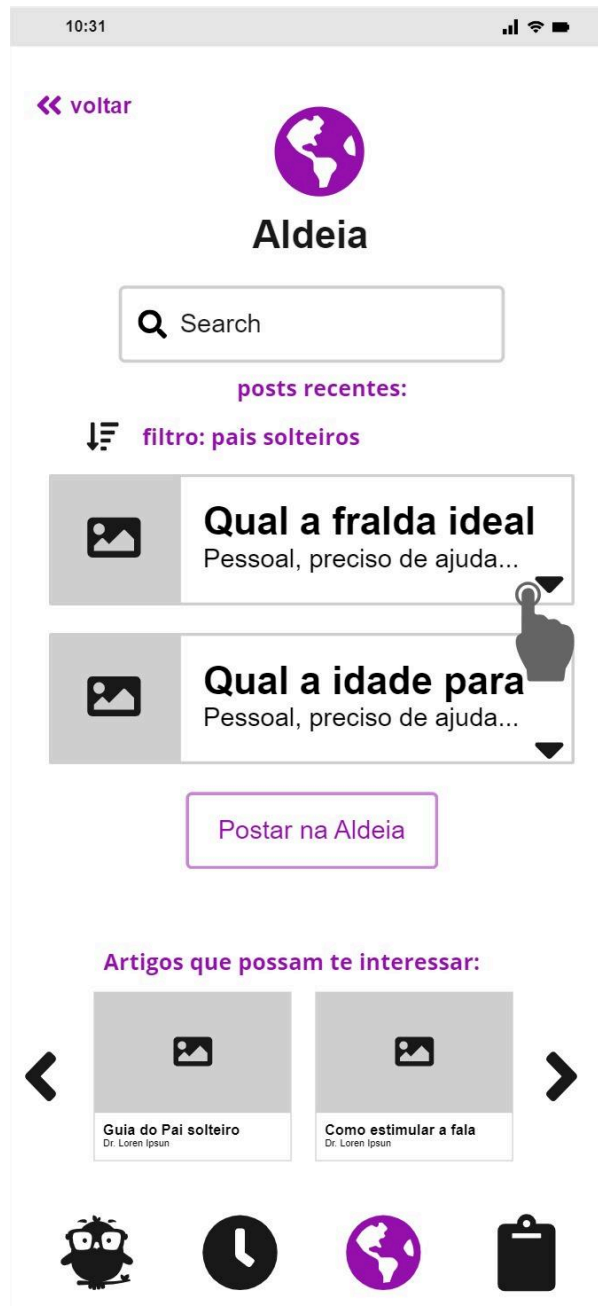 10:31
voltar
Aldeia
Search
posts recentes:
filtro: pais solteiros
Qual a fralda ideal
Pessoal, preciso de ajuda...
Qual a idade para
Pessoal, preciso de ajuda...
Postar na Aldeia
Artigos que possam te interessar:
Guia do Pai solteiro
Dr. Loren Ipsun
Como estimular a fala
Dr. Loren Ipsun